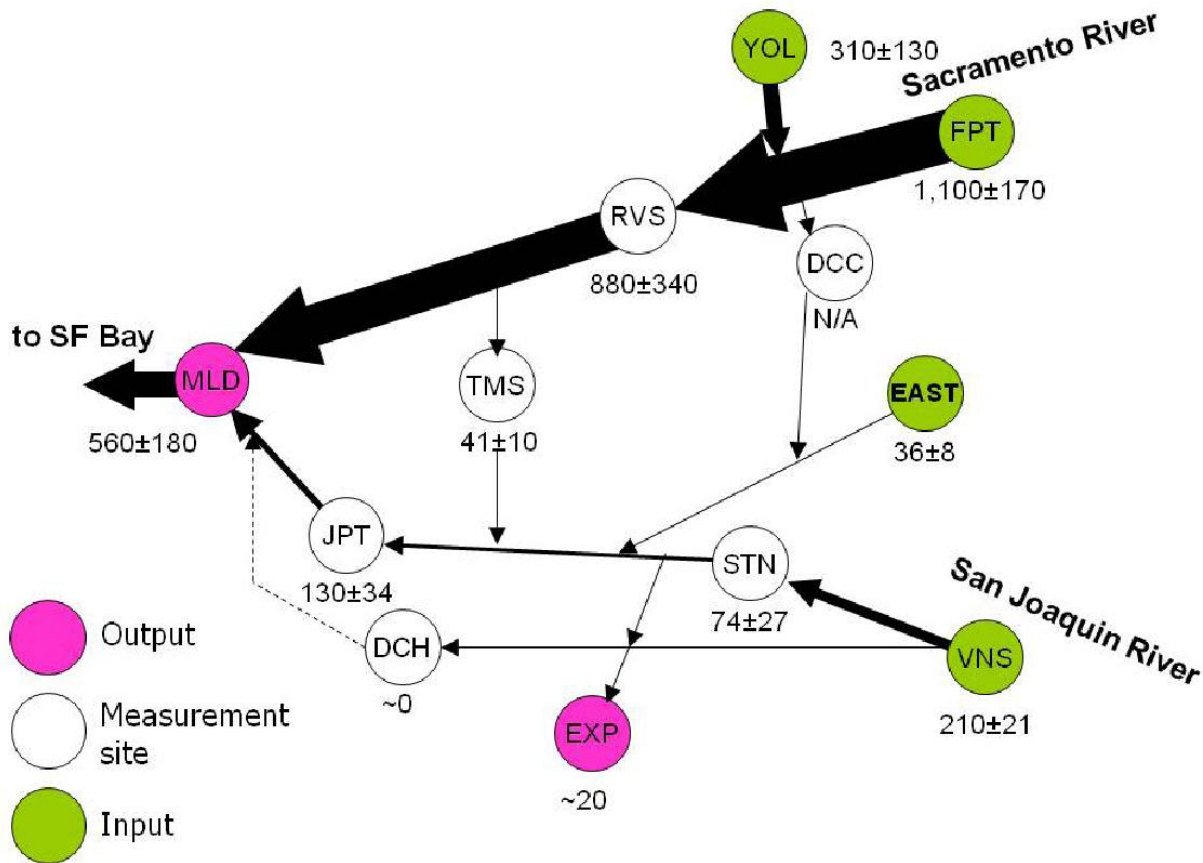 YOL
310±130
Sacramento River
FPT
1,100±170
RVS
880±340
DCC
N/A
to SF Bay
MLD
560±180
TMS
41±10
EAST
36±8
JPT
130±34
STN
74±27
San Joaquin River
VNS
210±21
DCH
~0
EXP
~20
Output
Measurement
site
Input